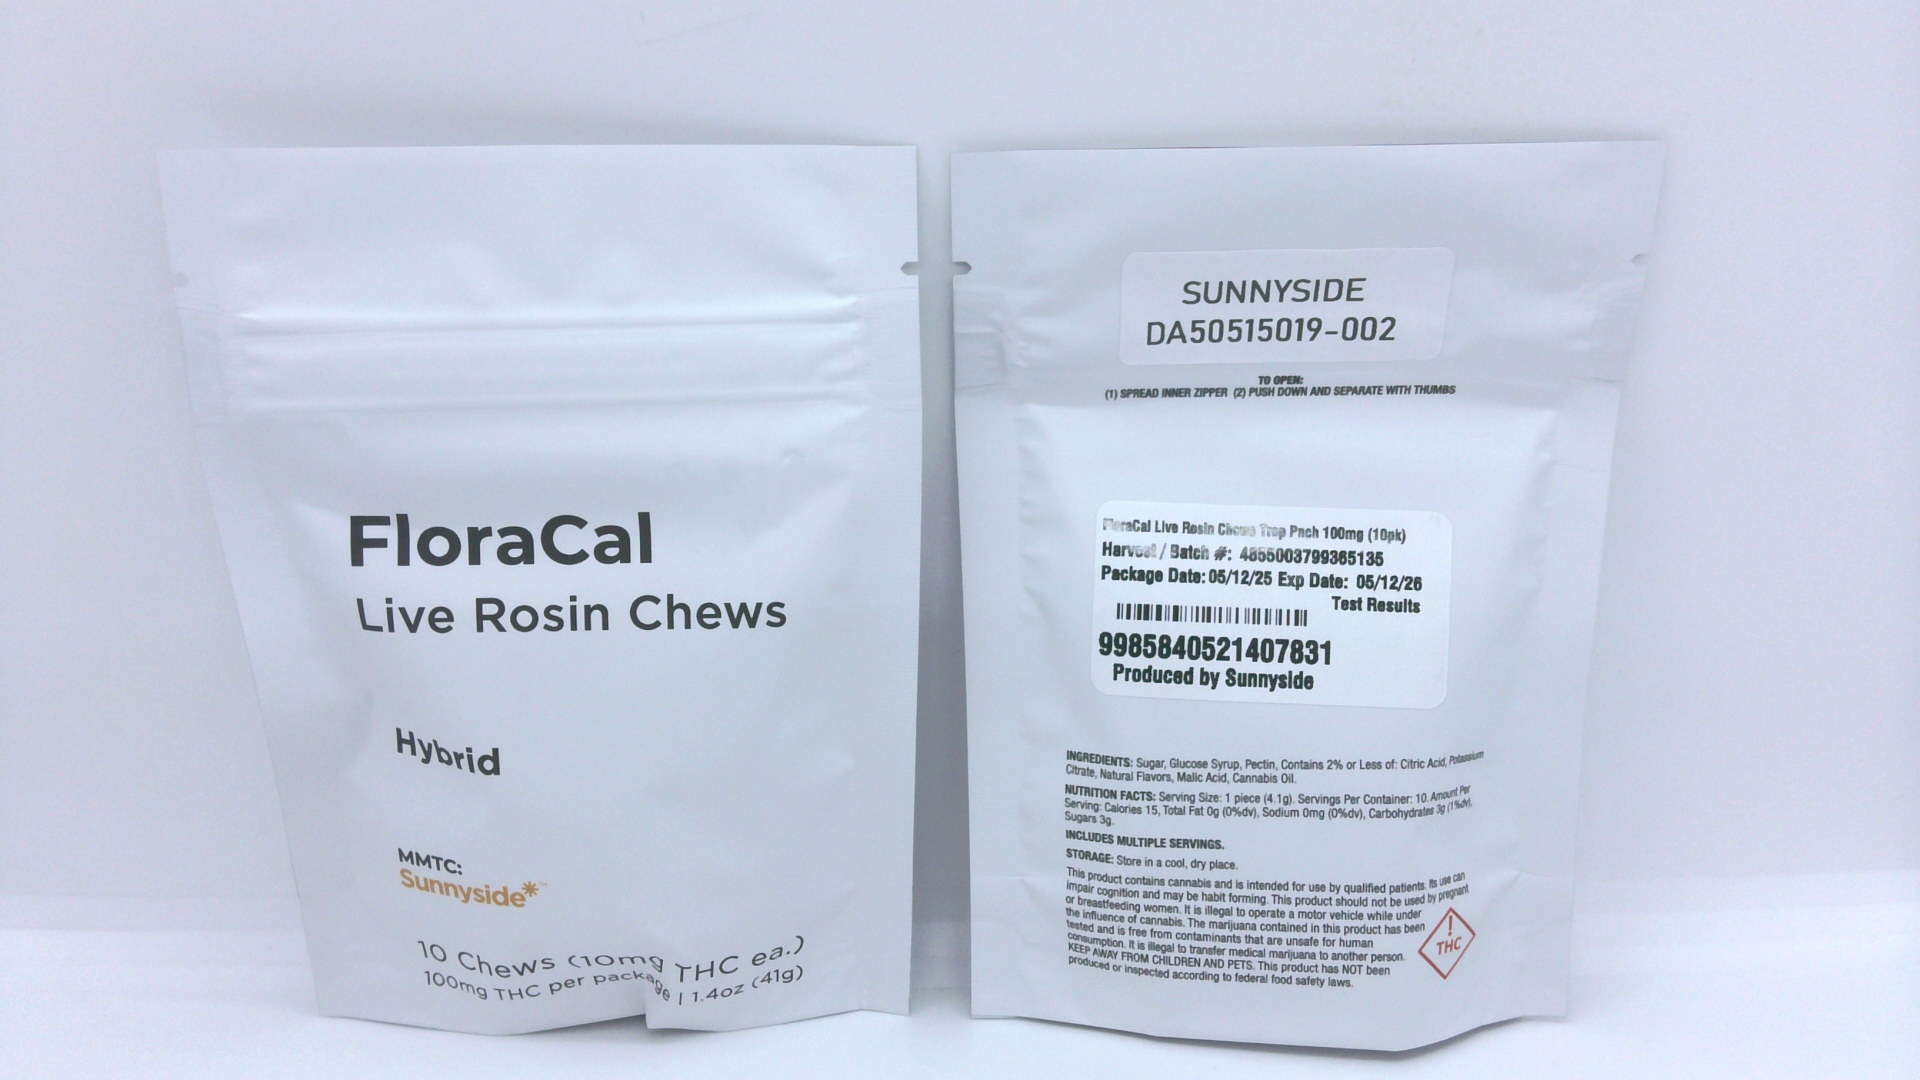 FloraCal
Live Rosin Chews
Hybrid
MMTC:
Sunnyside*™
10 Chews (10mg THC ea.)
100mg THC per package | 1.4oz (41g)
SUNNYSIDE
DA50515019-002
TO OPEN:
(1) SPREAD INNER ZIPPER (2) PUSH DOWN AND SEPARATE WITH THUMBS
FloraCal Live Rosin Chews Trop Pnch 100mg (10pk)
Harvest / Batch #: 4855003799365135
Package Date: 05/12/25 Exp Date: 05/12/26
Test Results
9985840521407831
Produced by Sunnyside
INGREDIENTS: Sugar, Glucose Syrup, Pectin, Contains 2% or Less of: Citric Acid, Potassium
Citrate, Natural Flavors, Malic Acid, Cannabis Oil.
NUTRITION FACTS: Serving Size: 1 piece (4.1g). Servings Per Container: 10. Amount Per
Serving: Calories 15, Total Fat 0g (0%dv), Sodium 0mg (0%dv), Carbohydrates 3g (1%dv),
Sugars 3g.
INCLUDES MULTIPLE SERVINGS.
STORAGE: Store in a cool, dry place.
This product contains cannabis and is intended for use by qualified patients. Its use can
impair cognition and may be habit forming. This product should not be used by pregnant
or breastfeeding women. It is illegal to operate a motor vehicle while under
the influence of cannabis. The marijuana contained in this product has been
tested and is free from contaminants that are unsafe for human
consumption. It is illegal to transfer medical marijuana to another person.
KEEP AWAY FROM CHILDREN AND PETS. This product has NOT been
produced or inspected according to federal food safety laws.
!
THC